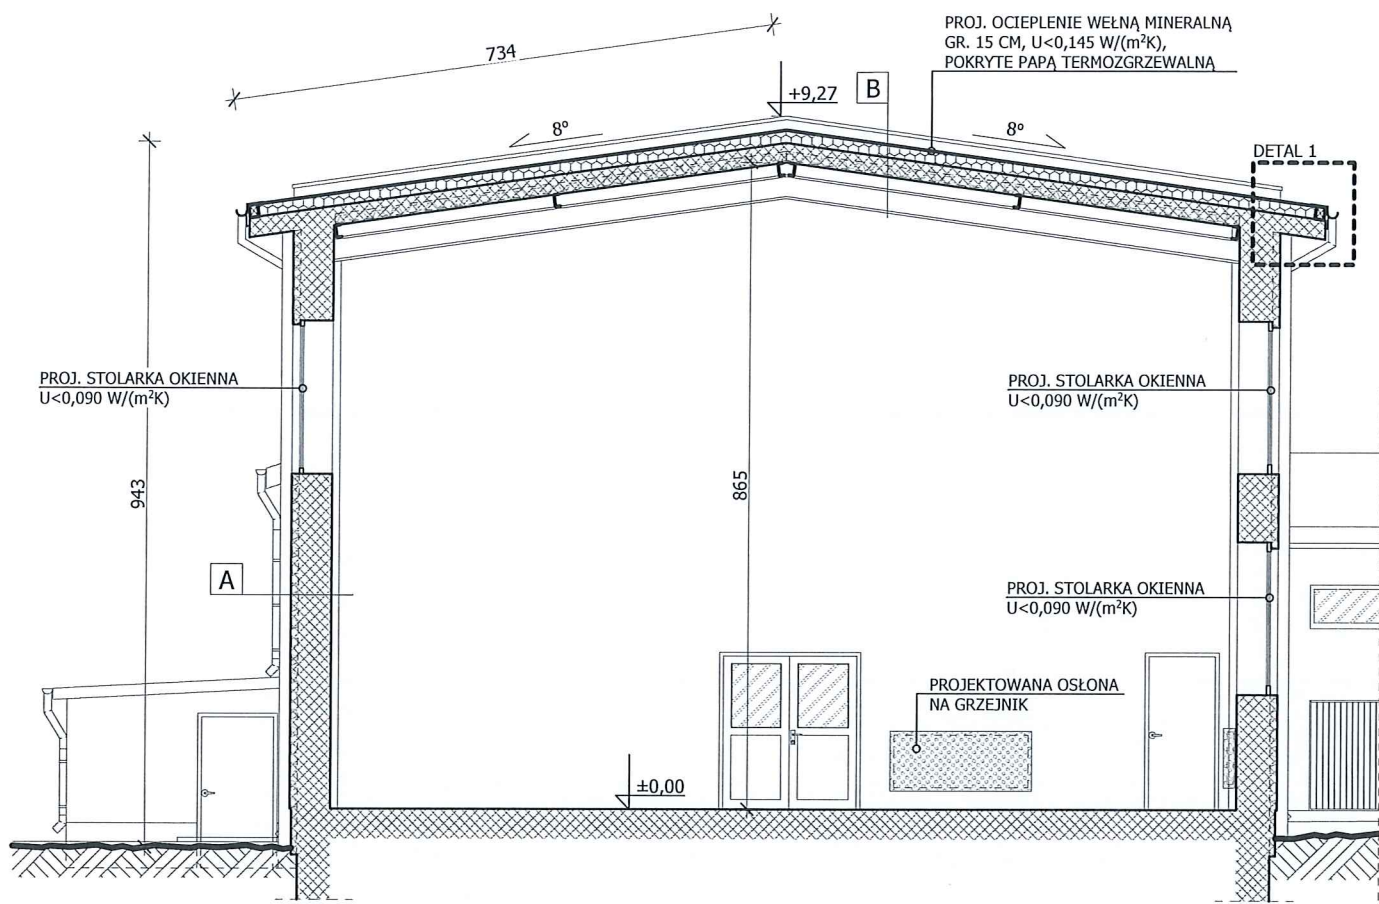 PROJ. OCIEPLENIE WEŁNĄ MINERALNĄ
GR. 15 CM, U<0,145 W/(m²K),
POKRYTE PAPĄ TERMOZGRZEWALNĄ
734
+9,27
B
8°
8°
DETAL 1
PROJ. STOLARKA OKIENNA
U<0,090 W/(m²K)
PROJ. STOLARKA OKIENNA
U<0,090 W/(m²K)
943
865
A
PROJ. STOLARKA OKIENNA
U<0,090 W/(m²K)
PROJEKTOWANA OSŁONA
NA GRZEJNIK
±0,00